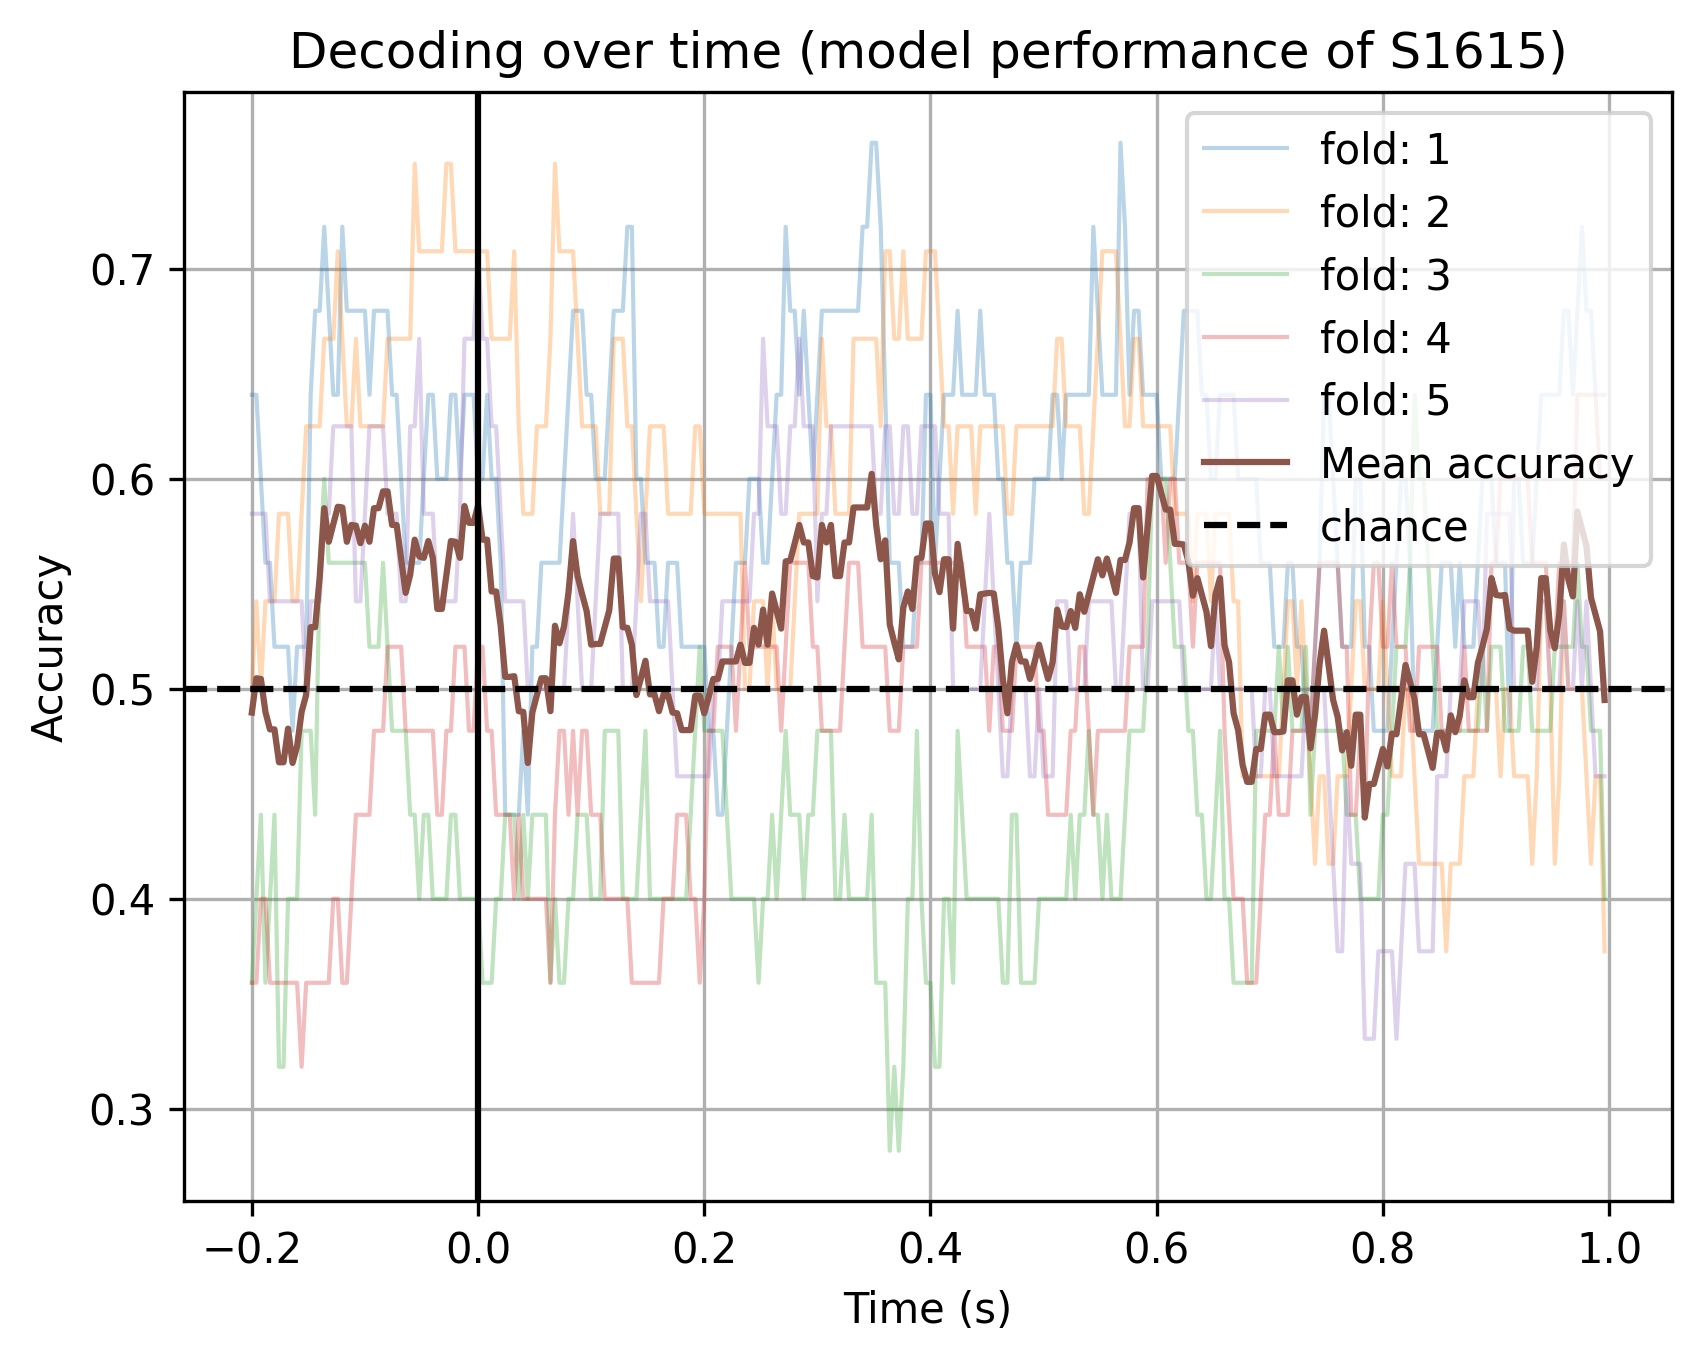 Decoding over time (model performance of S1615)
fold: 1
fold: 2
fold: 3
fold: 4
fold: 5
Mean accuracy
chance
Accuracy
0.7
0.6
0.5
0.4
0.3
−0.2 0.0 0.2 0.4 0.6 0.8 1.0
Time (s)